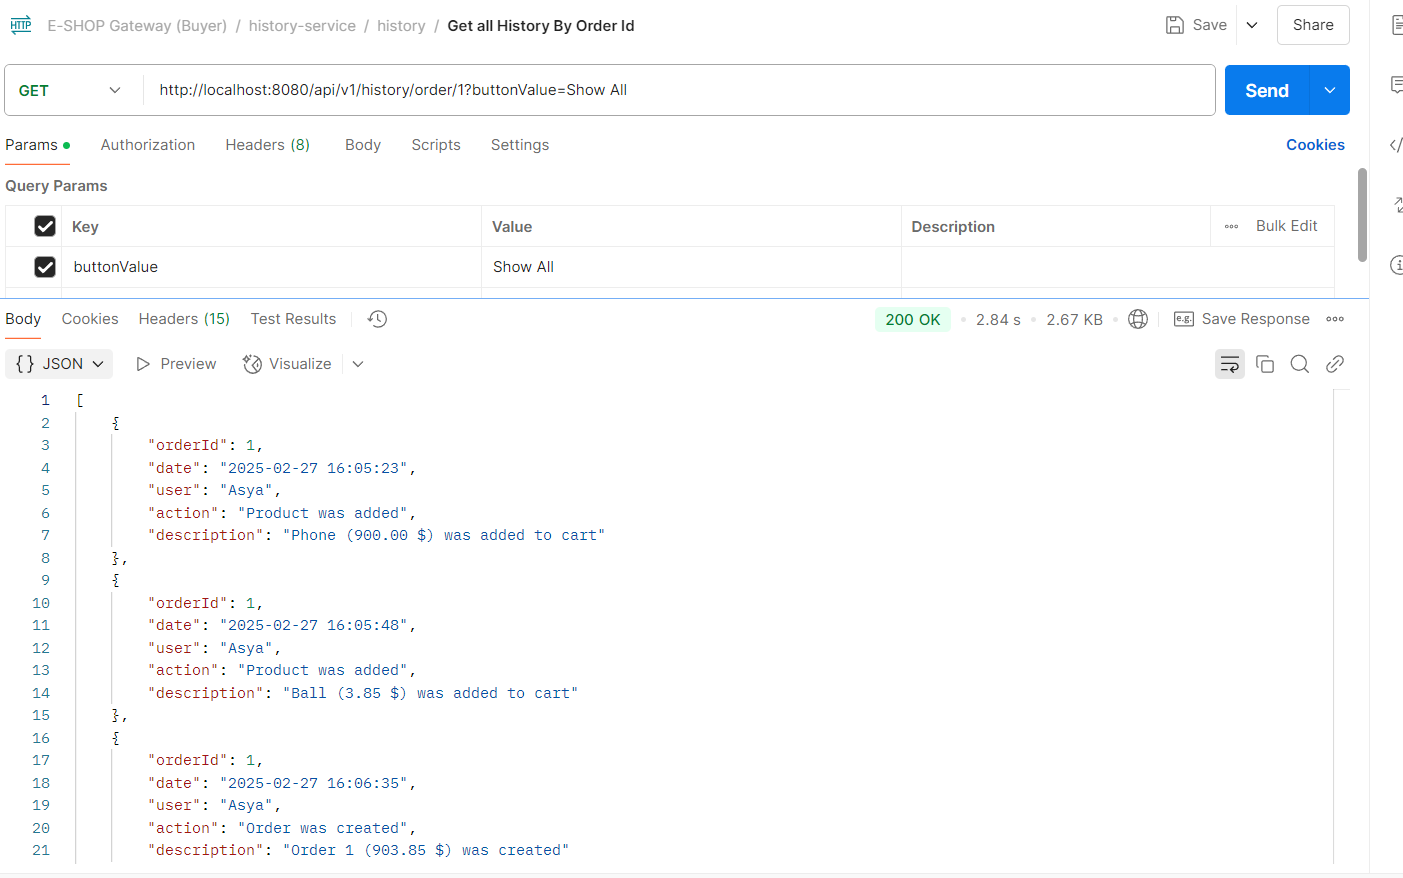 HTTP E-SHOP Gateway (Buyer) / history-service / history / Get all History By Order Id Save Share
GET http://localhost:8080/api/v1/history/order/1?buttonValue=Show All Send
Params Authorization Headers (8) Body Scripts Settings Cookies
Query Params
Key Value Description Bulk Edit
buttonValue Show All
Body Cookies Headers (15) Test Results 200 OK 2.84 s 2.67 KB e.g. Save Response
{} JSON Preview Visualize
1 [
2 {
3 "orderId": 1,
4 "date": "2025-02-27 16:05:23",
5 "user": "Asya",
6 "action": "Product was added",
7 "description": "Phone (900.00 $) was added to cart"
8 },
9 {
10 "orderId": 1,
11 "date": "2025-02-27 16:05:48",
12 "user": "Asya",
13 "action": "Product was added",
14 "description": "Ball (3.85 $) was added to cart"
15 },
16 {
17 "orderId": 1,
18 "date": "2025-02-27 16:06:35",
19 "user": "Asya",
20 "action": "Order was created",
21 "description": "Order 1 (903.85 $) was created"